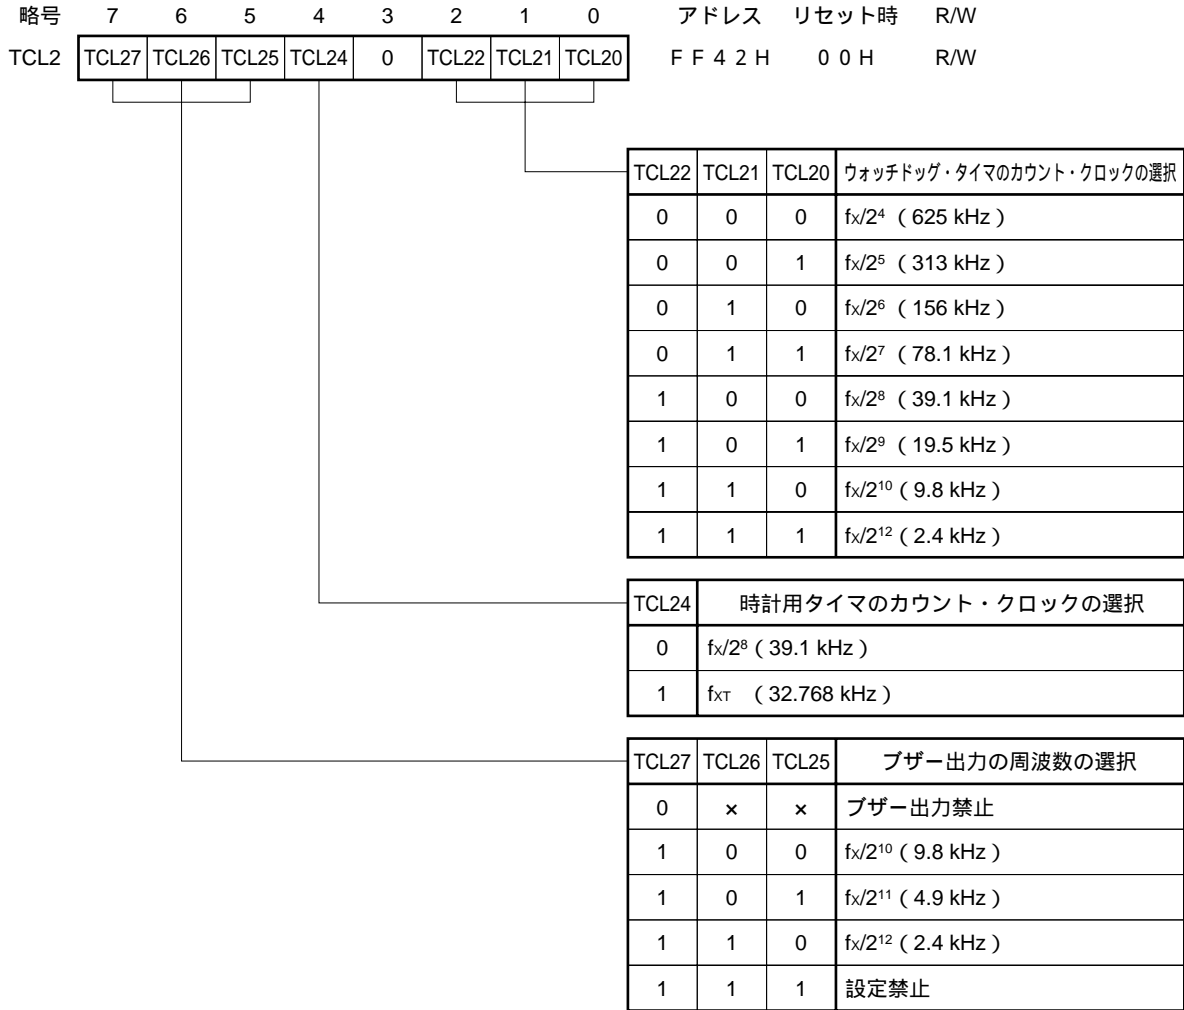 略号 7 6 5 4 3 2 1 0 アドレス リセット時 R/W
TCL2 TCL27 TCL26 TCL25 TCL24 0 TCL22 TCL21 TCL20 FF42H 00H R/W
TCL22 TCL21 TCL20 ウォッチドッグ・タイマのカウント・クロックの選択
0 0 0 fx/2⁴ (625 kHz)
0 0 1 fx/2⁵ (313 kHz)
0 1 0 fx/2⁶ (156 kHz)
0 1 1 fx/2⁷ (78.1 kHz)
1 0 0 fx/2⁸ (39.1 kHz)
1 0 1 fx/2⁹ (19.5 kHz)
1 1 0 fx/2¹⁰ (9.8 kHz)
1 1 1 fx/2¹² (2.4 kHz)
TCL24 時計用タイマのカウント・クロックの選択
0 fx/2⁸ (39.1 kHz)
1 fXT (32.768 kHz)
TCL27 TCL26 TCL25 ブザー出力の周波数の選択
0 × × ブザー出力禁止
1 0 0 fx/2¹⁰ (9.8 kHz)
1 0 1 fx/2¹¹ (4.9 kHz)
1 1 0 fx/2¹² (2.4 kHz)
1 1 1 設定禁止